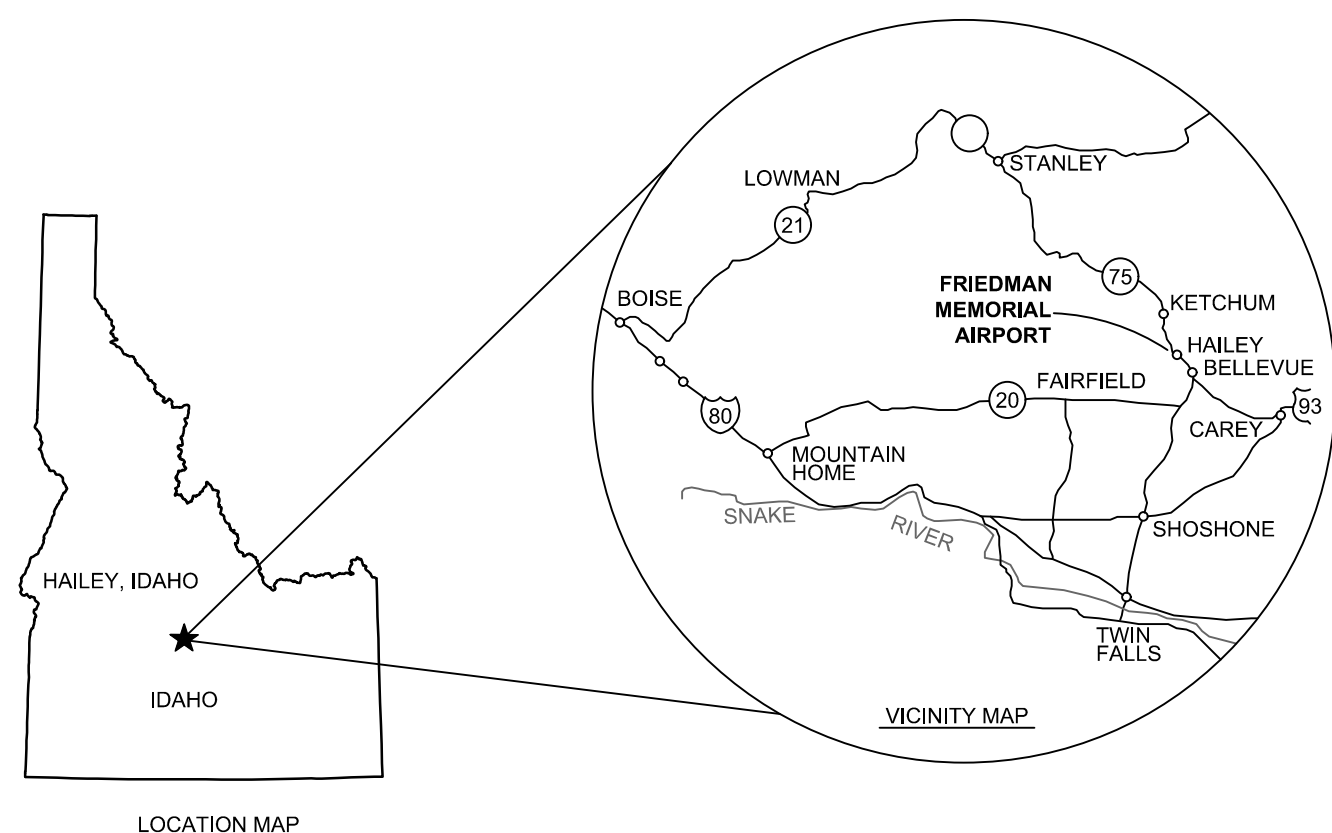 STANLEY
LOWMAN
21
75
FRIEDMAN
MEMORIAL
AIRPORT
BOISE
KETCHUM
HAILEY
BELLEVUE
FAIRFIELD
20
93
80
CAREY
MOUNTAIN
HOME
SNAKE
RIVER
SHOSHONE
TWIN
FALLS
VICINITY MAP
HAILEY, IDAHO
IDAHO
LOCATION MAP